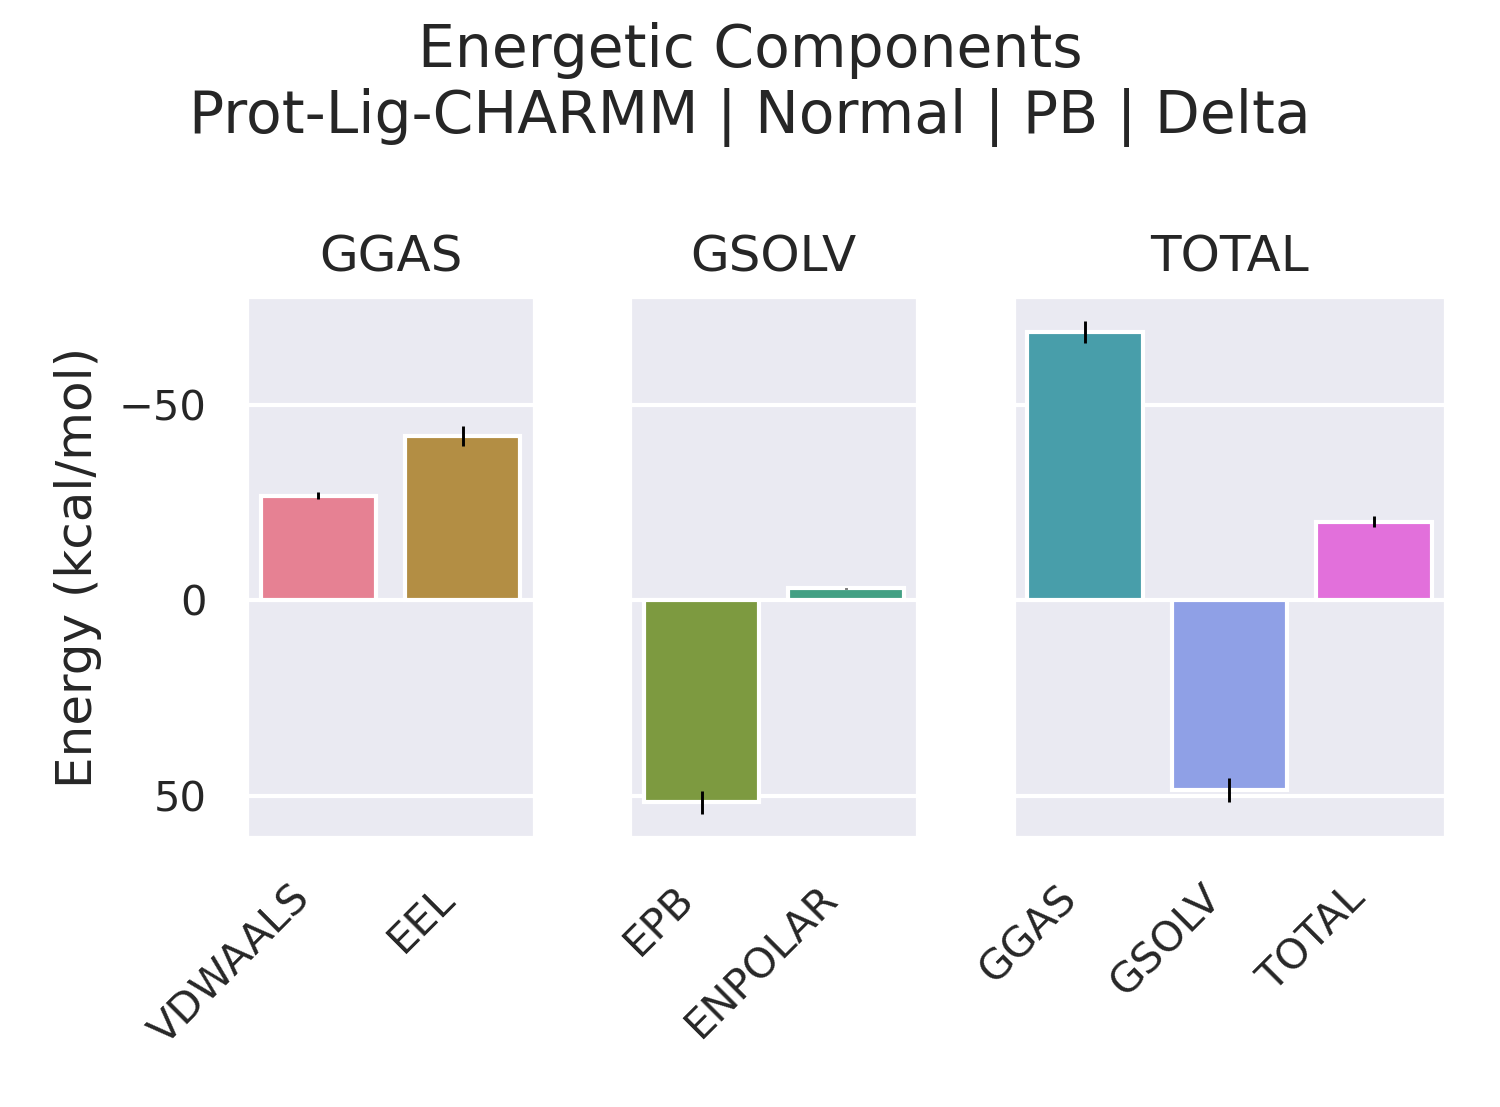 Energetic Components
Prot-Lig-CHARMM | Normal | PB | Delta
GGAS
GSOLV
TOTAL
Energy (kcal/mol)
−50
0
50
VDWAALS
EEL
EPB
ENPOLAR
GGAS
GSOLV
TOTAL